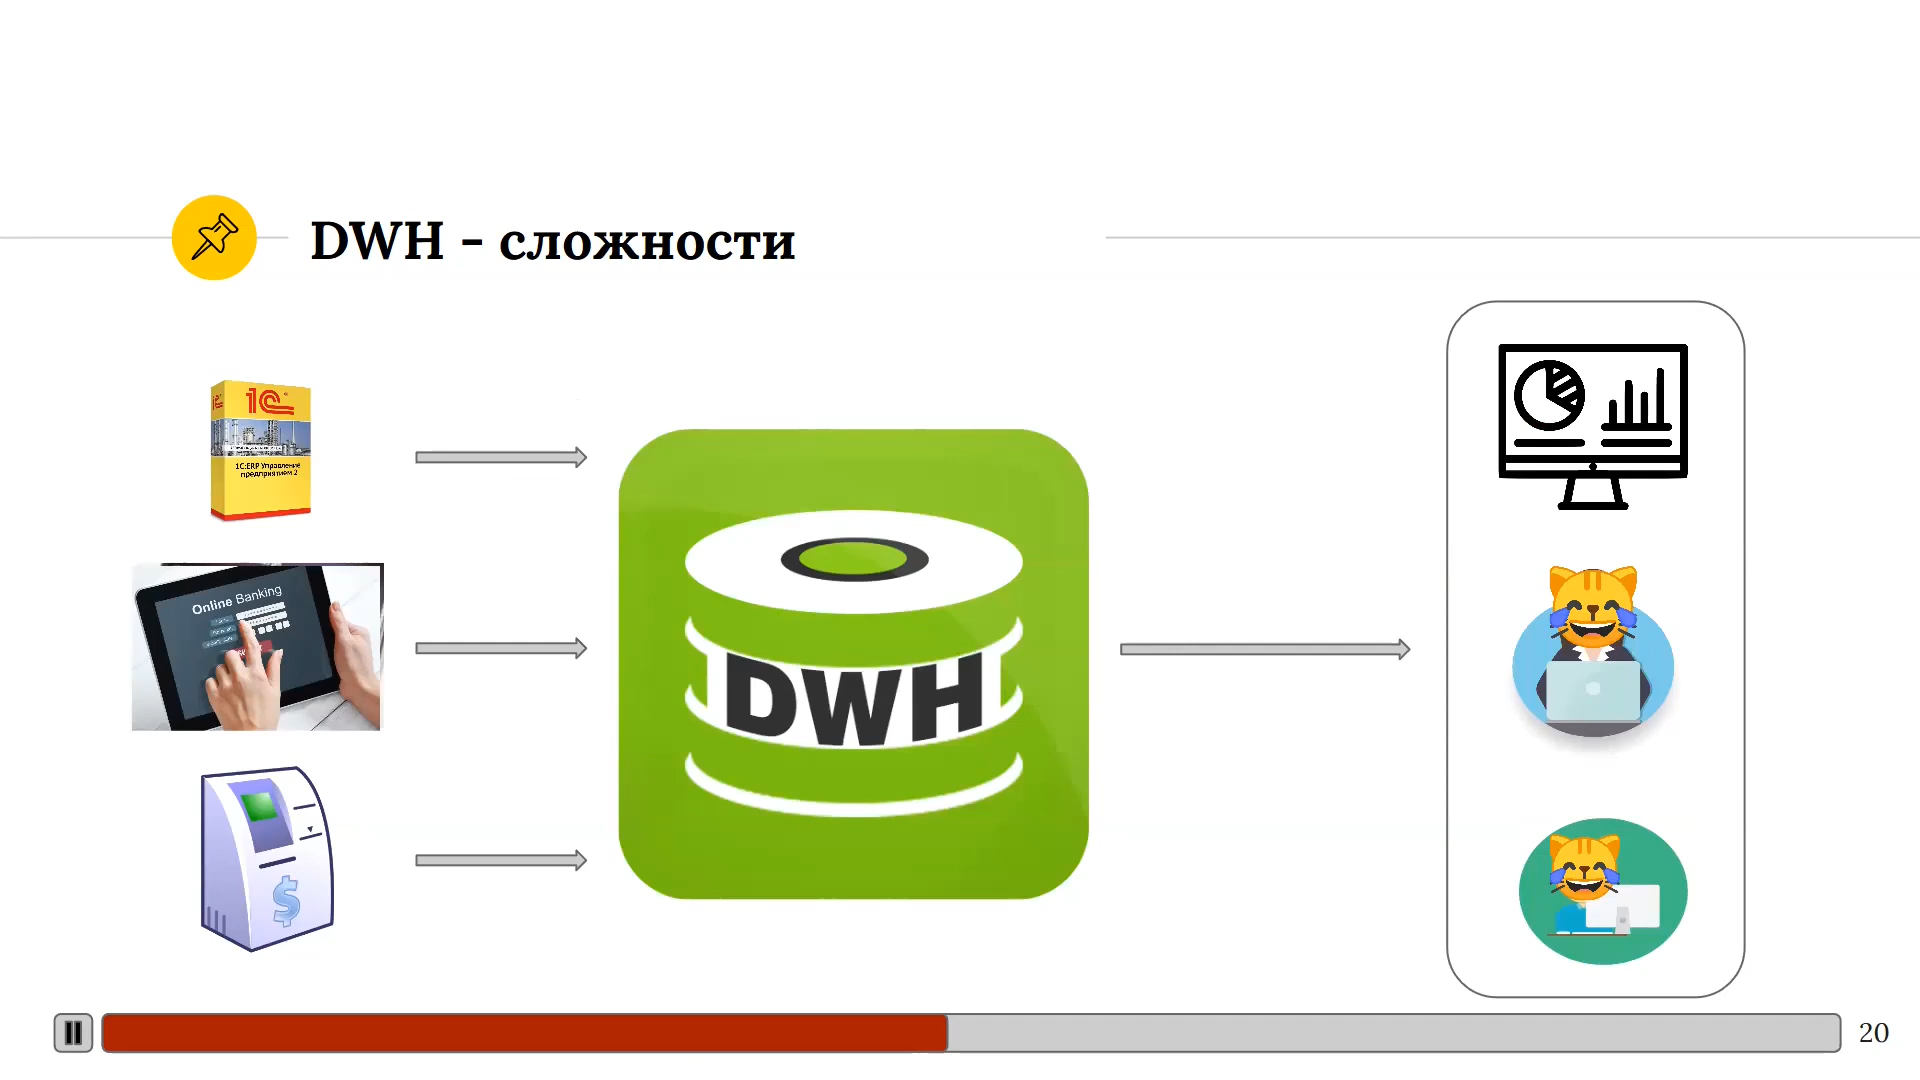 DWH - сложности
1С
1С:ERP Управление
предприятием 2
Online Banking
DWH
$
20